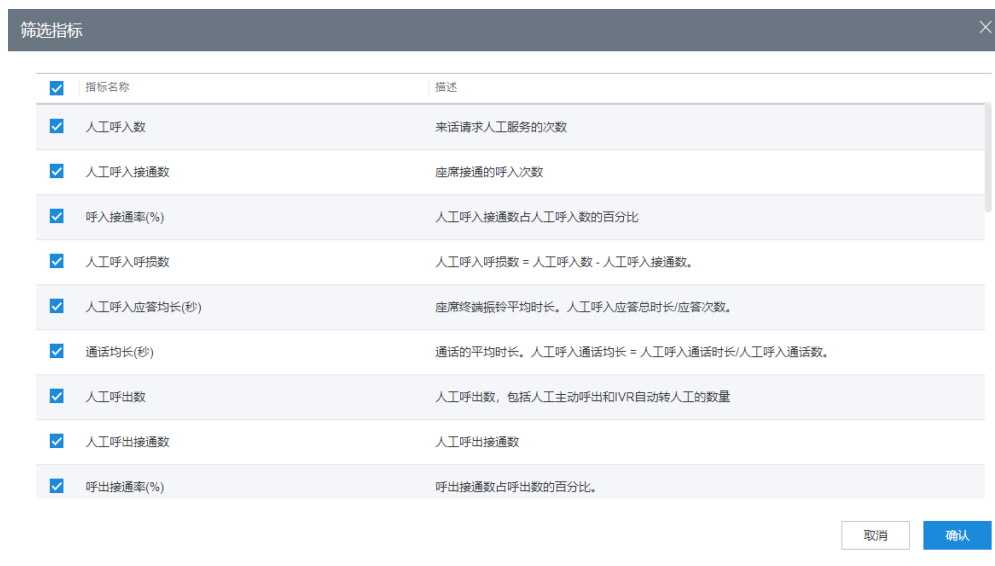 筛选指标
指标名称 描述
人工呼入数 来话请求人工服务的次数
人工呼入接通数 座席接通的呼入次数
呼入接通率(%) 人工呼入接通数占人工呼入数的百分比
人工呼入呼损数 人工呼入呼损数 = 人工呼入数 - 人工呼入接通数。
人工呼入应答均长(秒) 座席终端振铃平均时长。人工呼入应答总时长/应答次数。
通话均长(秒) 通话的平均时长。人工呼入通话均长 = 人工呼入通话时长/人工呼入通话数。
人工呼出数 人工呼出数，包括人工主动呼出和IVR自动转人工的数量
人工呼出接通数 人工呼出接通数
呼出接通率(%) 呼出接通数占呼出数的百分比。
取消 确认